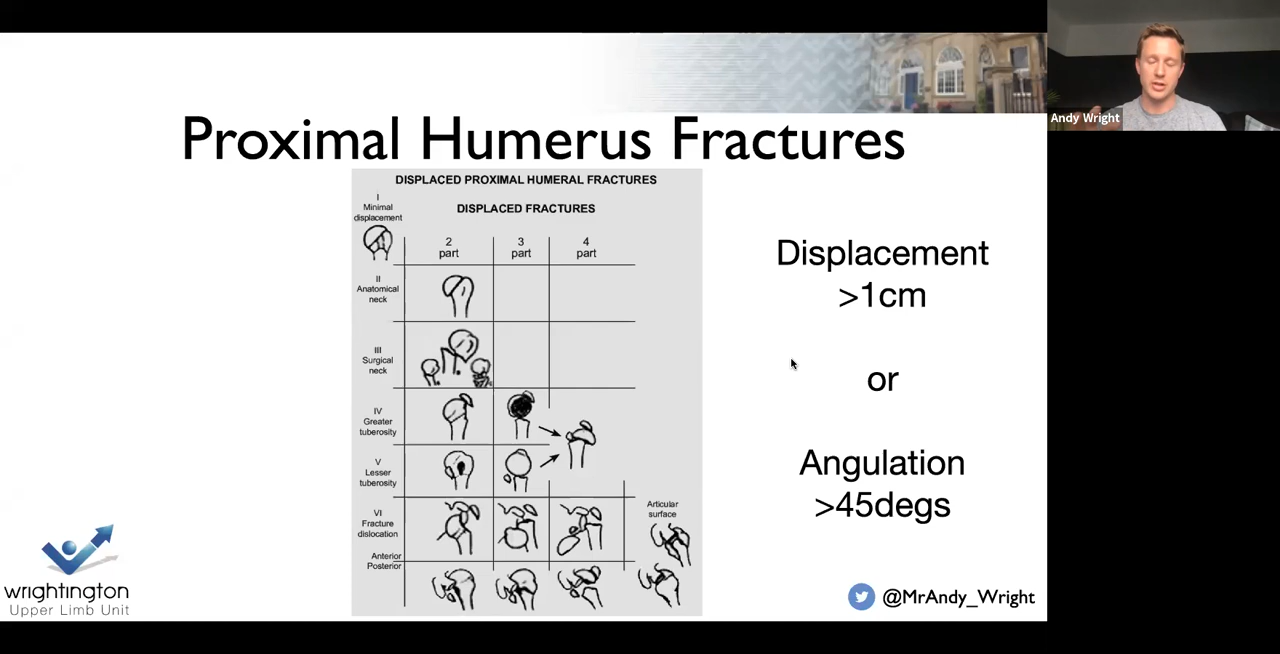 Andy Wright
Proximal Humerus Fractures
DISPLACED PROXIMAL HUMERAL FRACTURES
I
Minimal
displacement
DISPLACED FRACTURES
2
part
3
part
4
part
II
Anatomical
neck
III
Surgical
neck
IV
Greater
tuberosity
V
Lesser
tuberosity
VI
Fracture
dislocation
Articular
surface
Anterior
Posterior
Displacement
>1cm
or
Angulation
>45degs
wrightington
Upper Limb Unit
@MrAndy_Wright